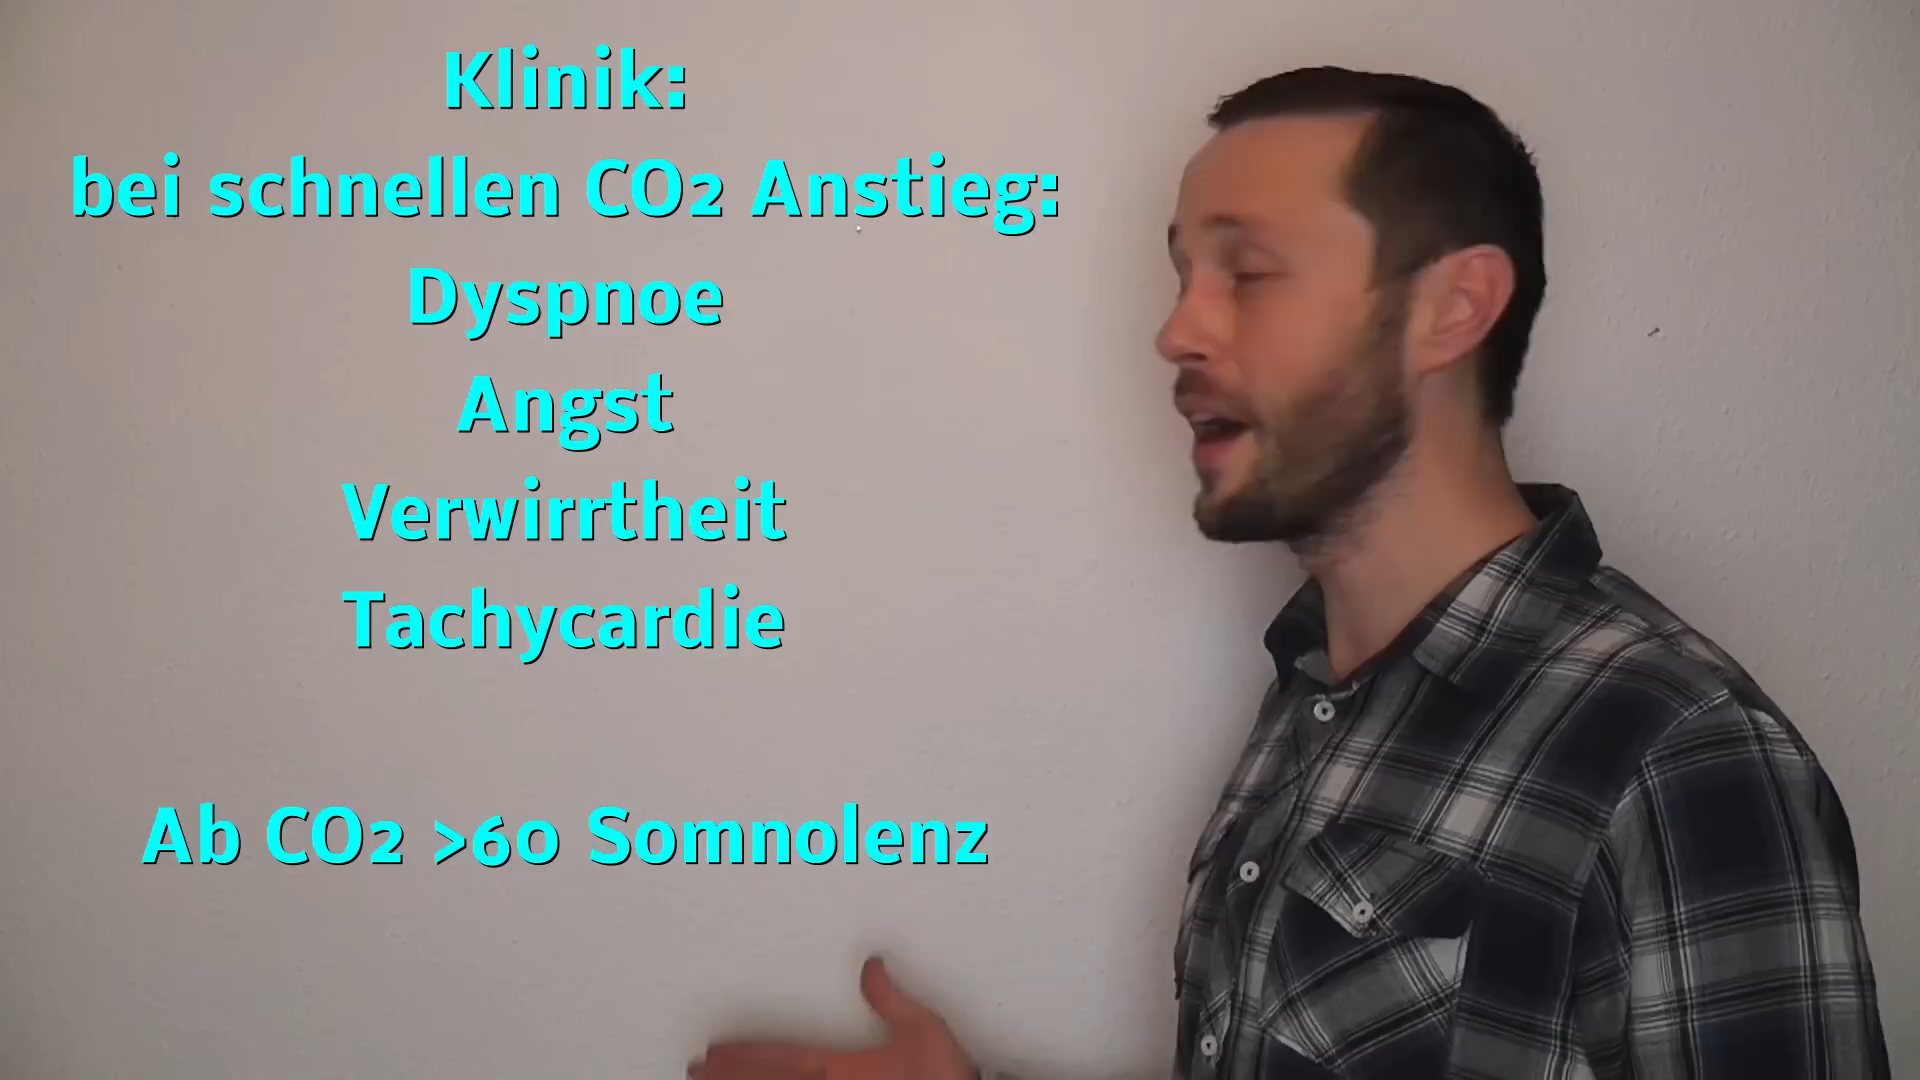 Klinik:
bei schnellen CO2 Anstieg:
Dyspnoe
Angst
Verwirrtheit
Tachycardie
Ab CO2 >60 Somnolenz